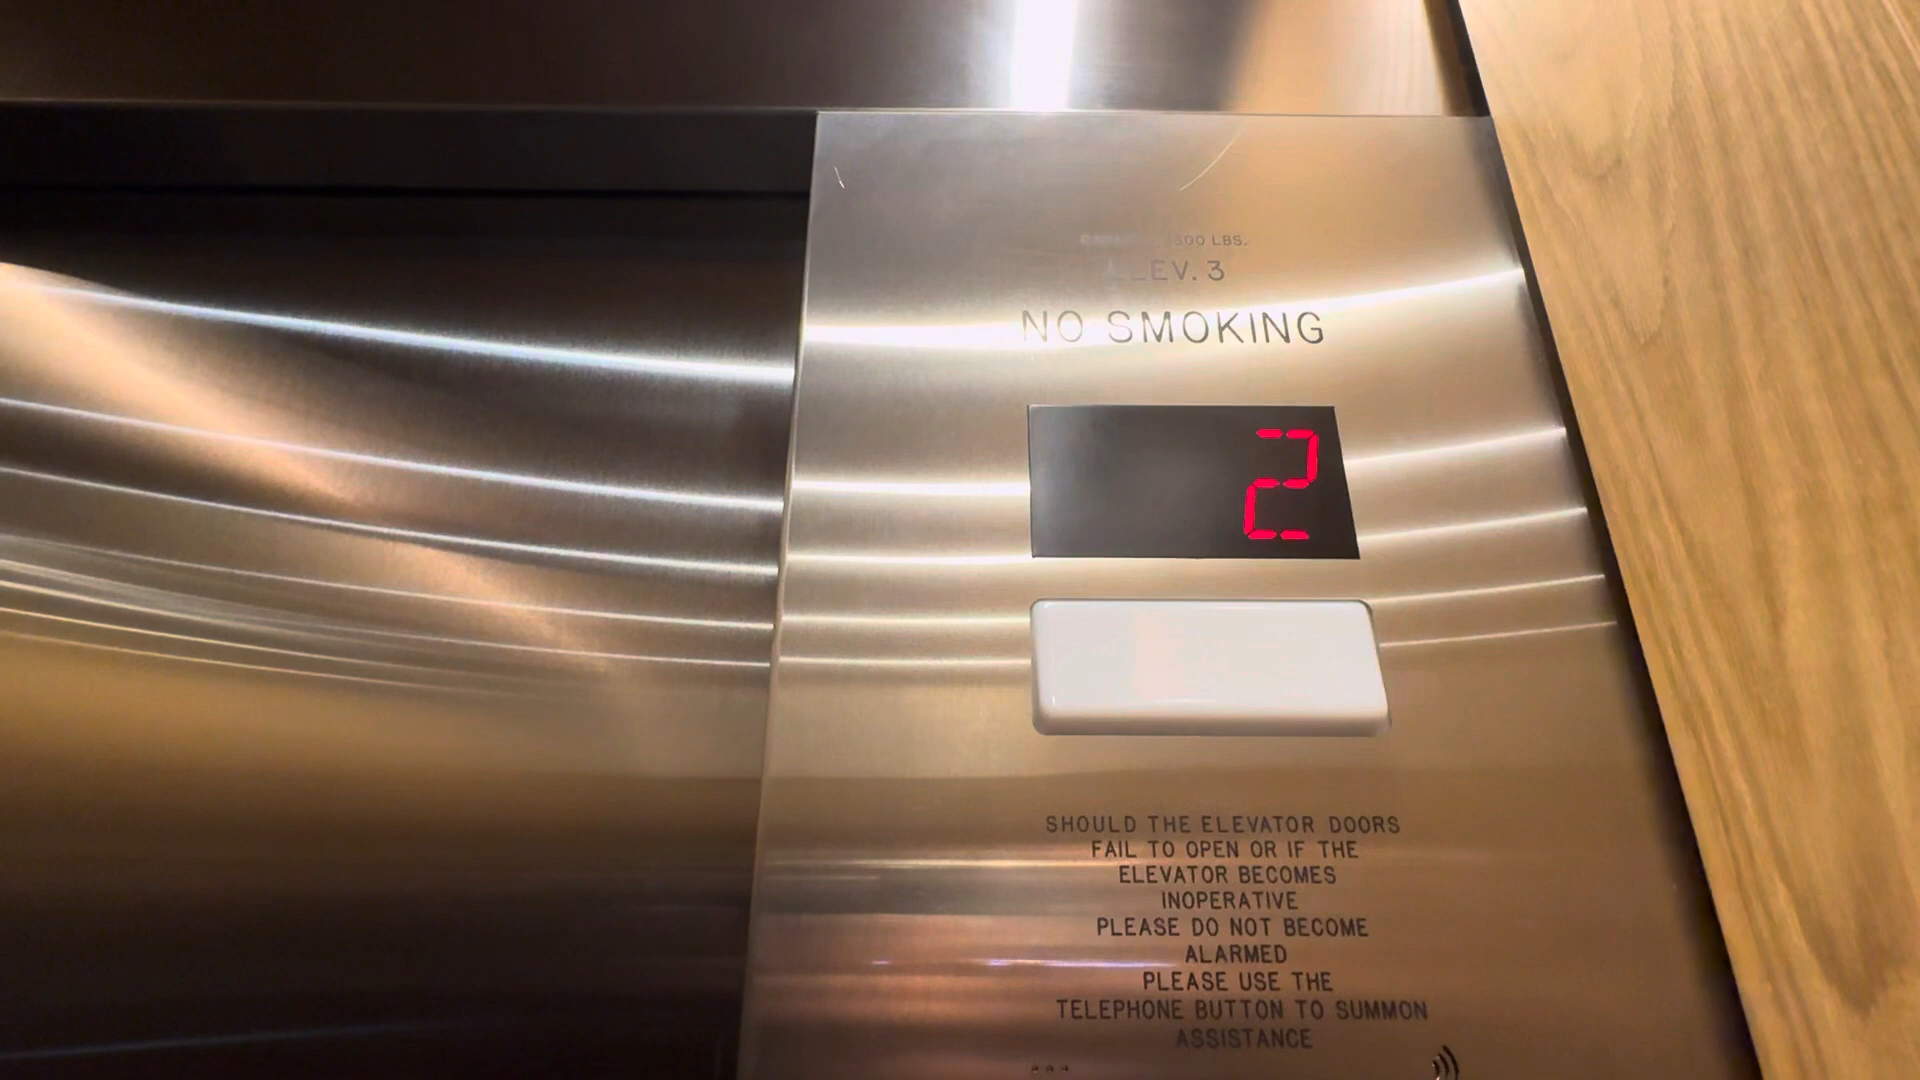 LBS.
ELEV. 3
NO SMOKING
2
SHOULD THE ELEVATOR DOORS
FAIL TO OPEN OR IF THE
ELEVATOR BECOMES
INOPERATIVE
PLEASE DO NOT BECOME
ALARMED
PLEASE USE THE
TELEPHONE BUTTON TO SUMMON
ASSISTANCE